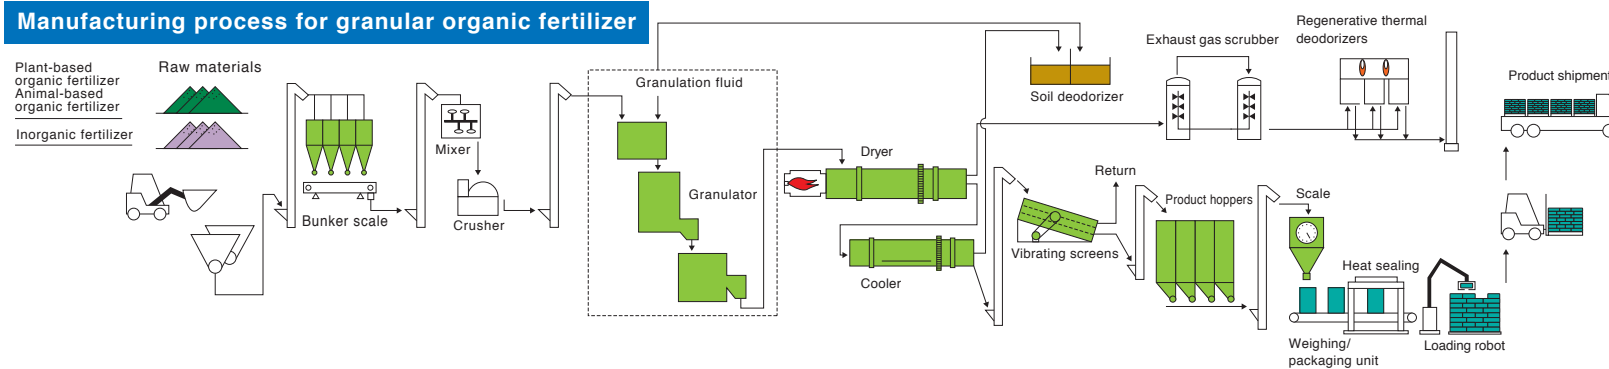 Manufacturing process for granular organic fertilizer
Plant-based
organic fertilizer
Animal-based
organic fertilizer
Inorganic fertilizer
Raw materials
Bunker scale
Mixer
Crusher
Granulation fluid
Granulator
Dryer
Cooler
Soil deodorizer
Exhaust gas scrubber
Regenerative thermal
deodorizers
Product shipment
Return
Vibrating screens
Product hoppers
Scale
Heat sealing
Weighing/
packaging unit
Loading robot